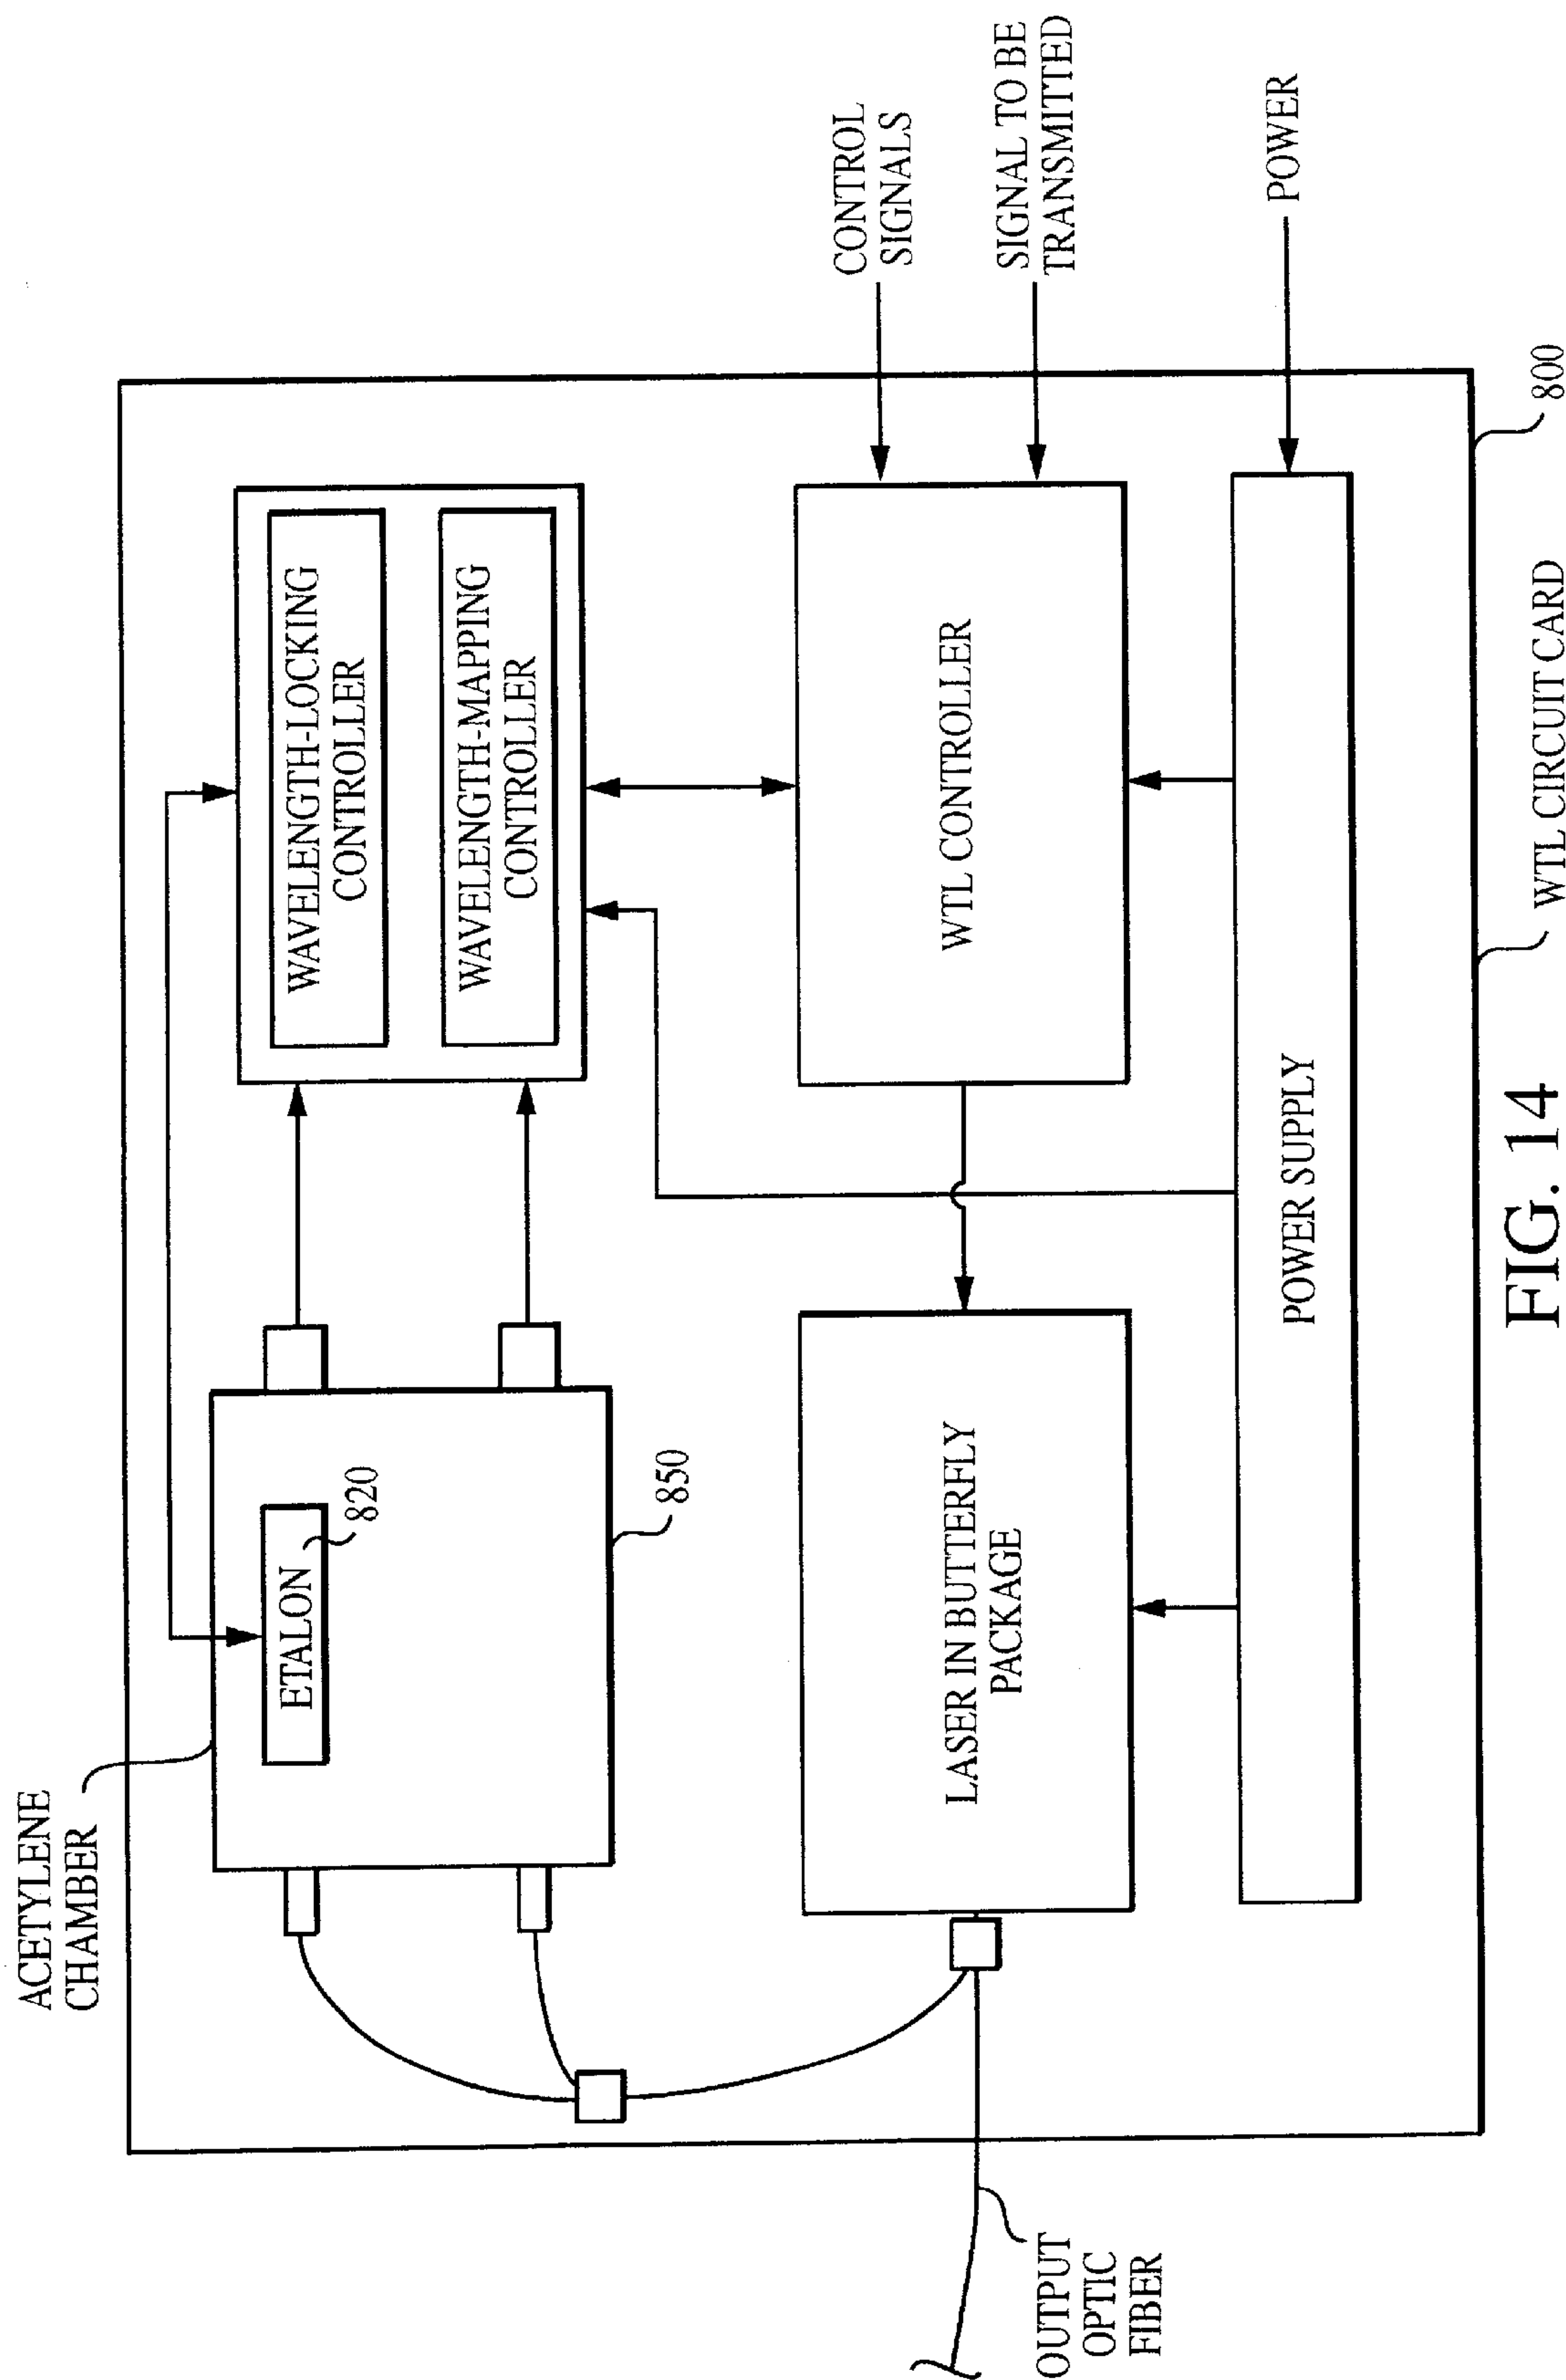 ACETYLENE
CHAMBER
ETALON
820
850
WAVELENGTH-LOCKING
CONTROLLER
WAVELENGTH-MAPPING
CONTROLLER
CONTROL
SIGNALS
SIGNAL TO BE
TRANSMITTED
WTL CONTROLLER
LASER IN BUTTERFLY
PACKAGE
OUTPUT
OPTIC
FIBER
POWER
POWER SUPPLY
WTL CIRCUIT CARD
800
FIG. 14